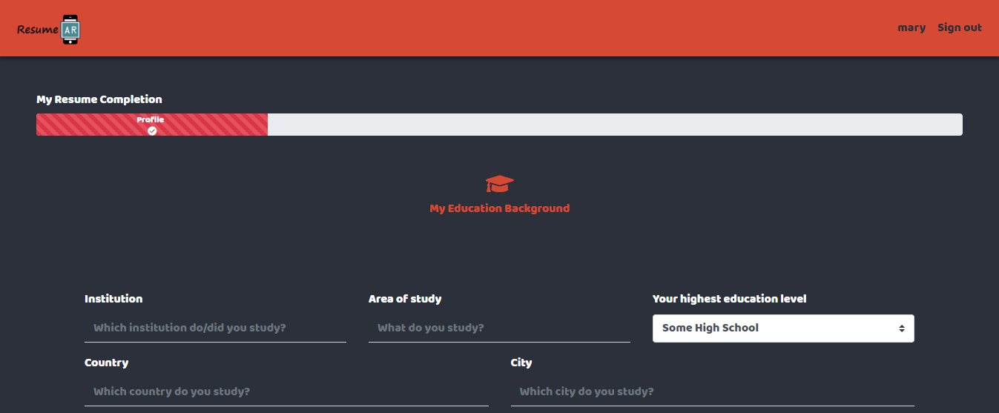 Resume AR
mary Sign out
My Resume Completion
Profile
My Education Background
Institution Area of study Your highest education level
Which institution do/did you study? What do you study? Some High School
Country City
Which country do you study? Which city do you study?